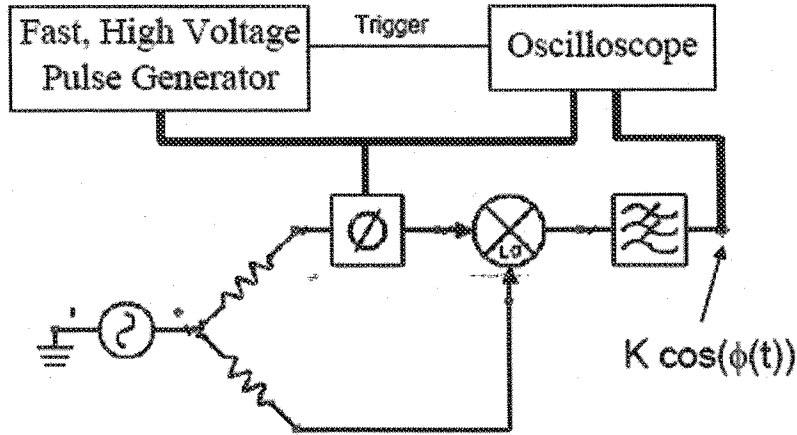 Fast, High Voltage
Pulse Generator
Trigger
Oscilloscope
Ø
LO
K cos(ϕ(t))